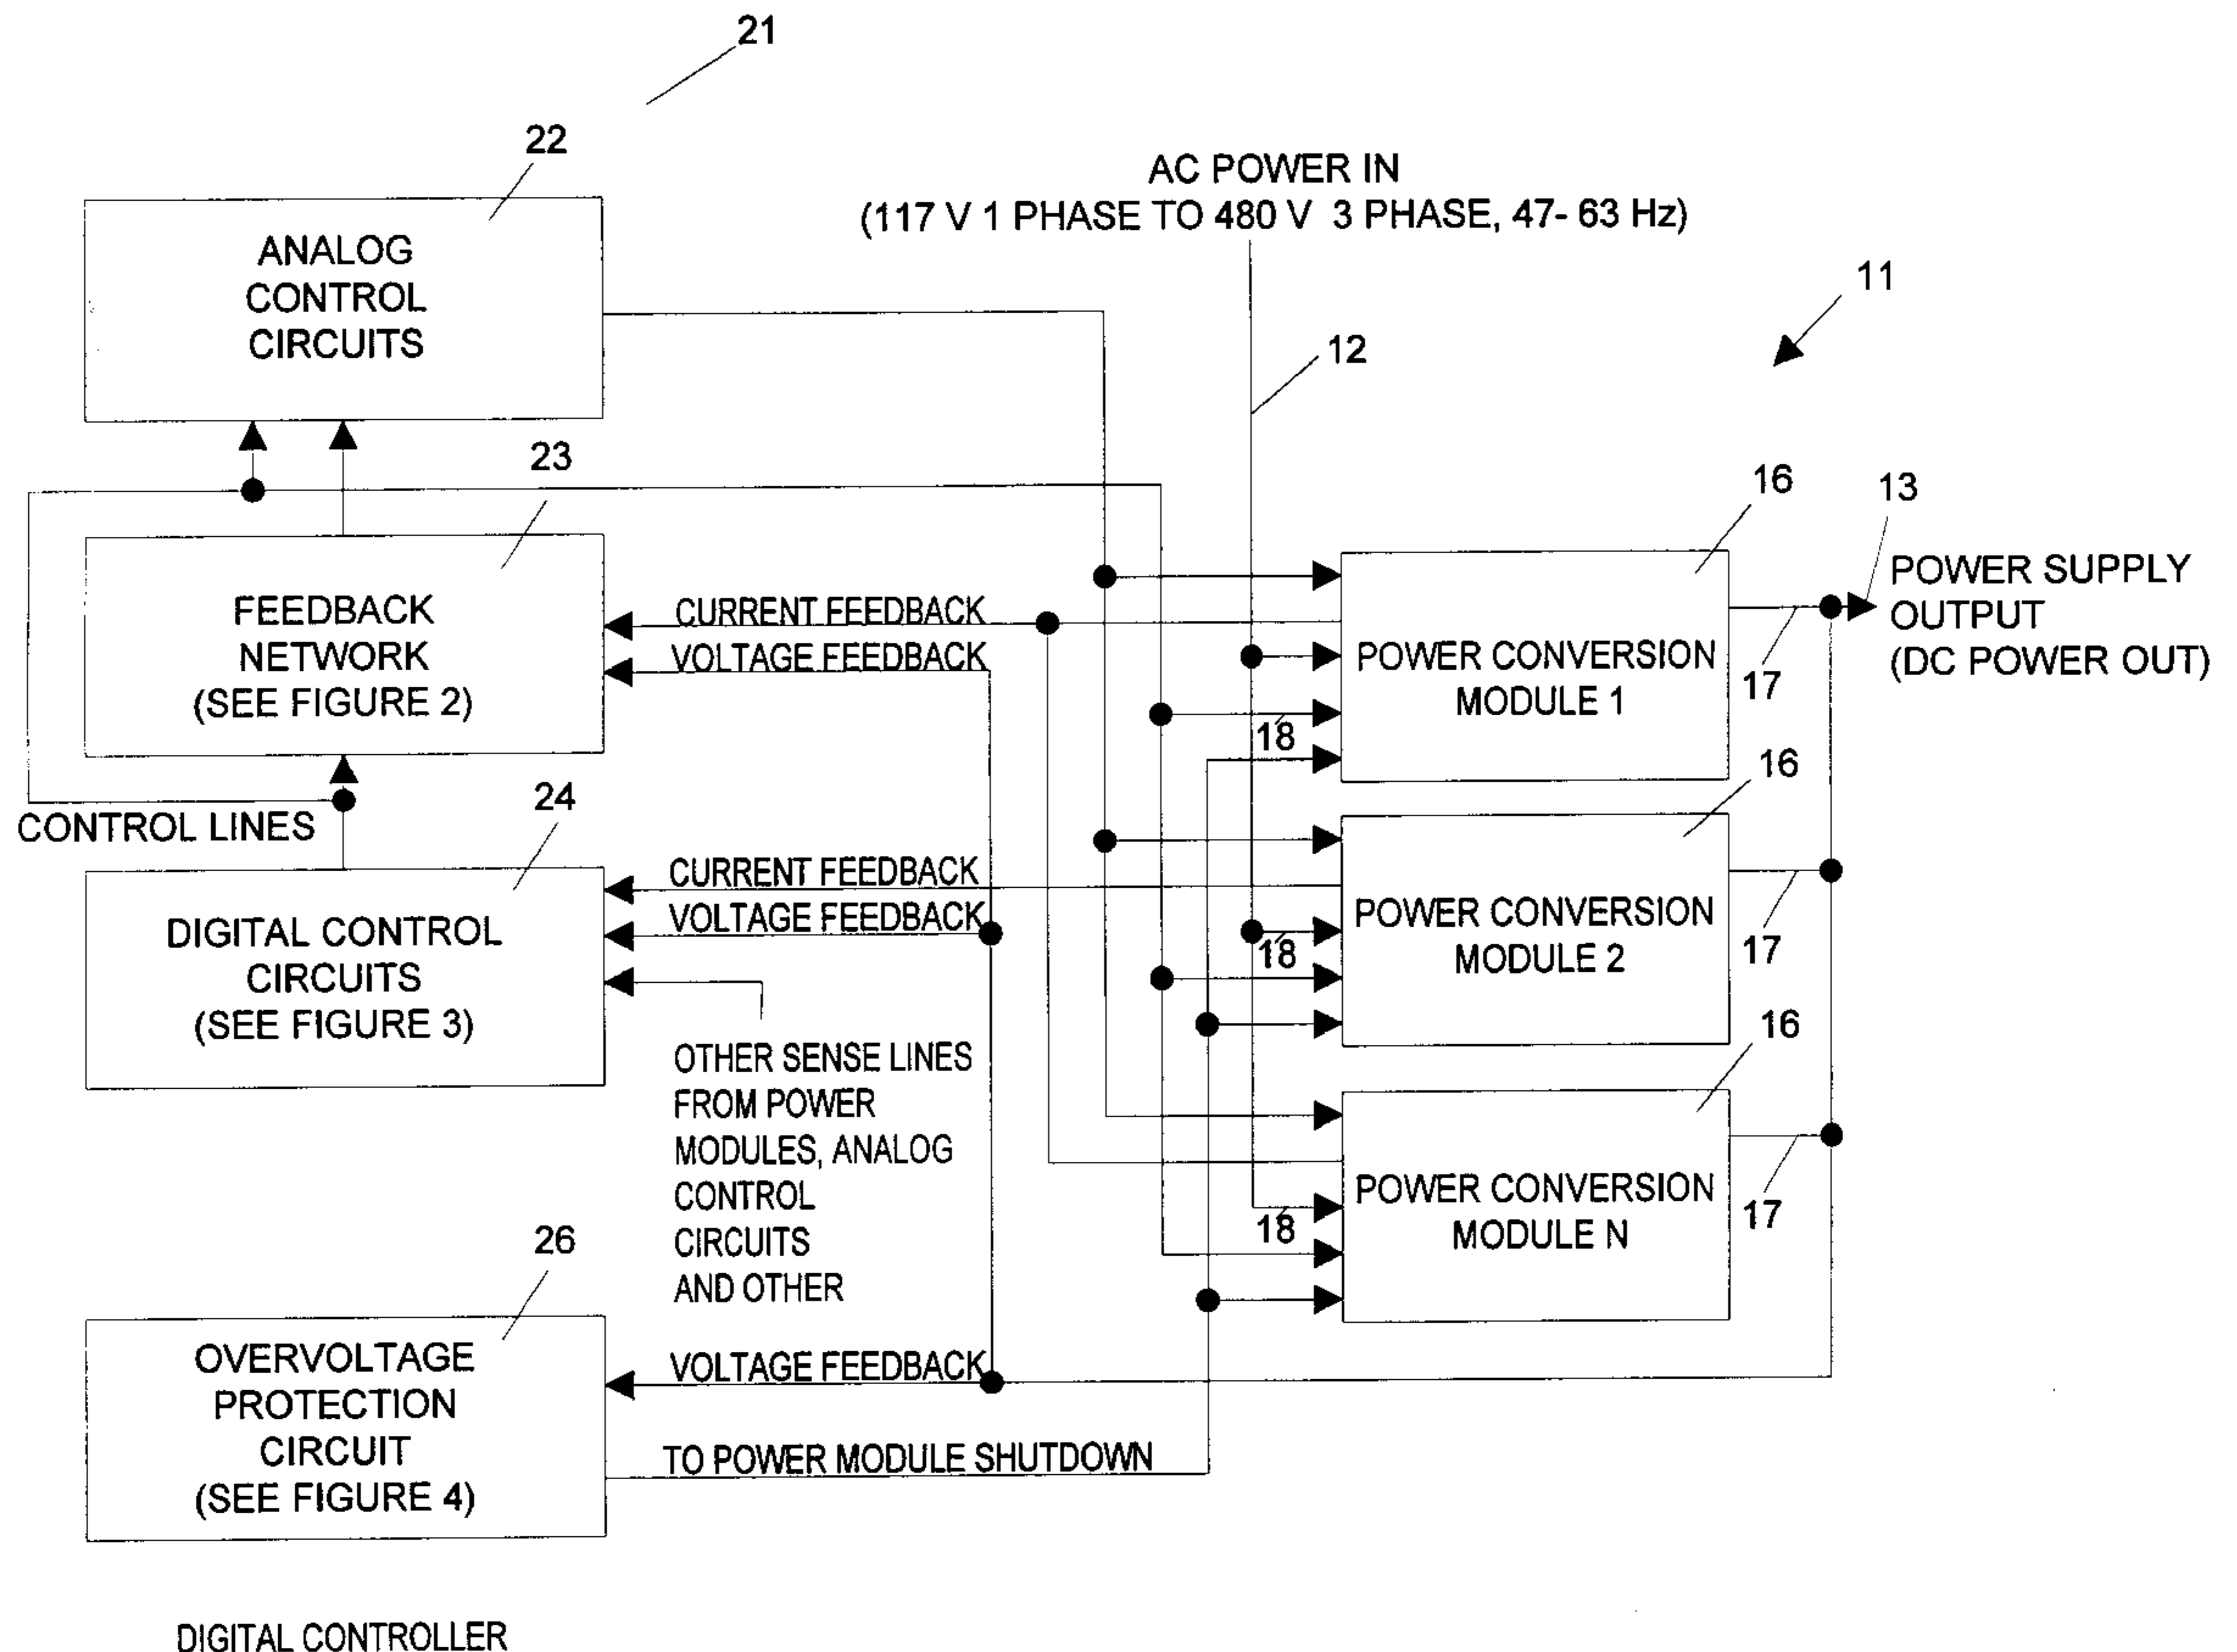 21
22
AC POWER IN
(117 V 1 PHASE TO 480 V 3 PHASE, 47- 63 Hz)
ANALOG
CONTROL
CIRCUITS
11
12
23
16
13
FEEDBACK
NETWORK
(SEE FIGURE 2)
CURRENT FEEDBACK
VOLTAGE FEEDBACK
POWER CONVERSION
MODULE 1
17
18
POWER SUPPLY
OUTPUT
(DC POWER OUT)
CONTROL LINES
24
16
CURRENT FEEDBACK
VOLTAGE FEEDBACK
DIGITAL CONTROL
CIRCUITS
(SEE FIGURE 3)
POWER CONVERSION
MODULE 2
18
17
OTHER SENSE LINES
FROM POWER
MODULES, ANALOG
CONTROL
CIRCUITS
AND OTHER
16
POWER CONVERSION
MODULE N
18
17
26
OVERVOLTAGE
PROTECTION
CIRCUIT
(SEE FIGURE 4)
VOLTAGE FEEDBACK
TO POWER MODULE SHUTDOWN
DIGITAL CONTROLLER